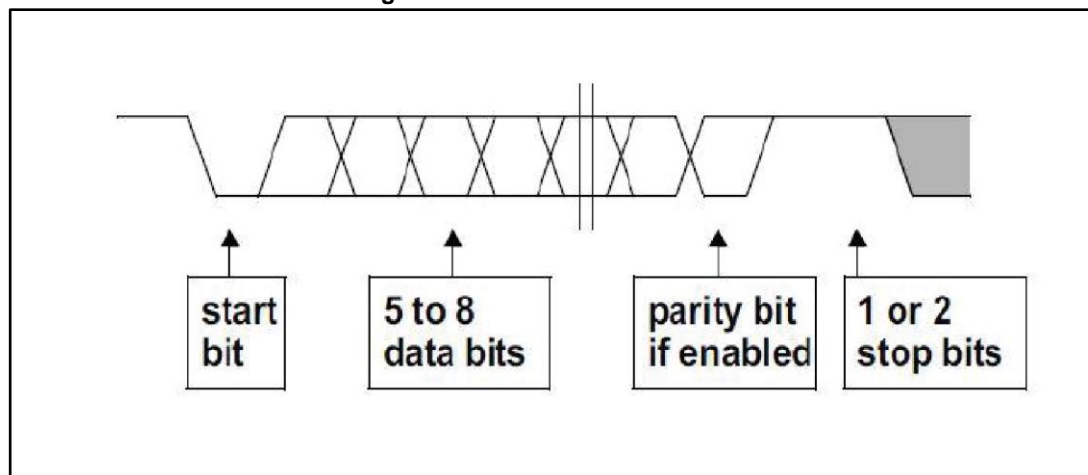 start
bit
5 to 8
data bits
parity bit
if enabled
1 or 2
stop bits